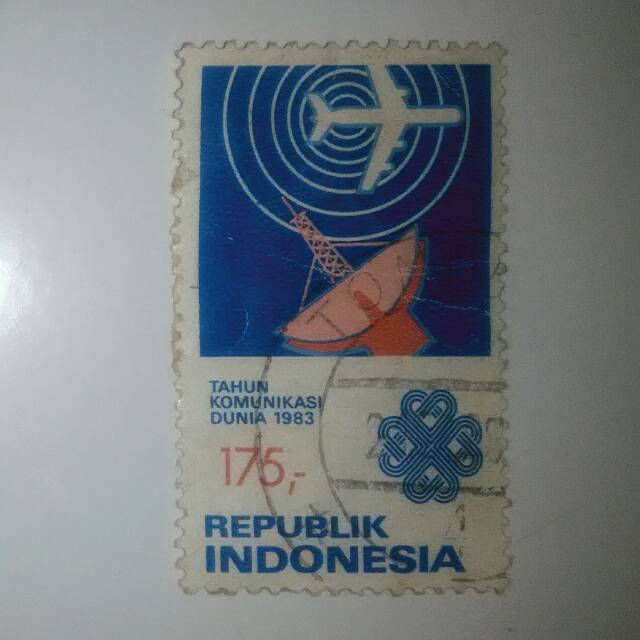 TAHUN
KOMUNIKASI
DUNIA 1983
175,-
REPUBLIK
INDONESIA